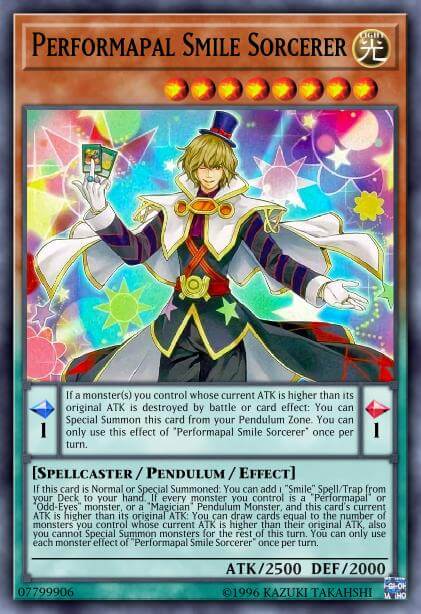 PERFORMAPAL SMILE SORCERER
LIGHT
光
If a monster(s) you control whose current ATK is higher than its
original ATK is destroyed by battle or card effect: You can
Special Summon this card from your Pendulum Zone. You can
only use this effect of "Performapal Smile Sorcerer" once per
turn.
1
1
[SPELLCASTER / PENDULUM / EFFECT]
If this card is Normal or Special Summoned: You can add 1 "Smile" Spell/Trap from
your Deck to your hand. If every monster you control is a "Performapal" or
"Odd-Eyes" monster, or a "Magician" Pendulum Monster, and this card's current
ATK is higher than its original ATK: You can draw cards equal to the number of
monsters you control whose current ATK is higher than their original ATK, also
you cannot Special Summon monsters for the rest of this turn. You can only use
each monster effect of "Performapal Smile Sorcerer" once per turn.
ATK/2500 DEF/2000
07799906
©1996 KAZUKI TAKAHSHI